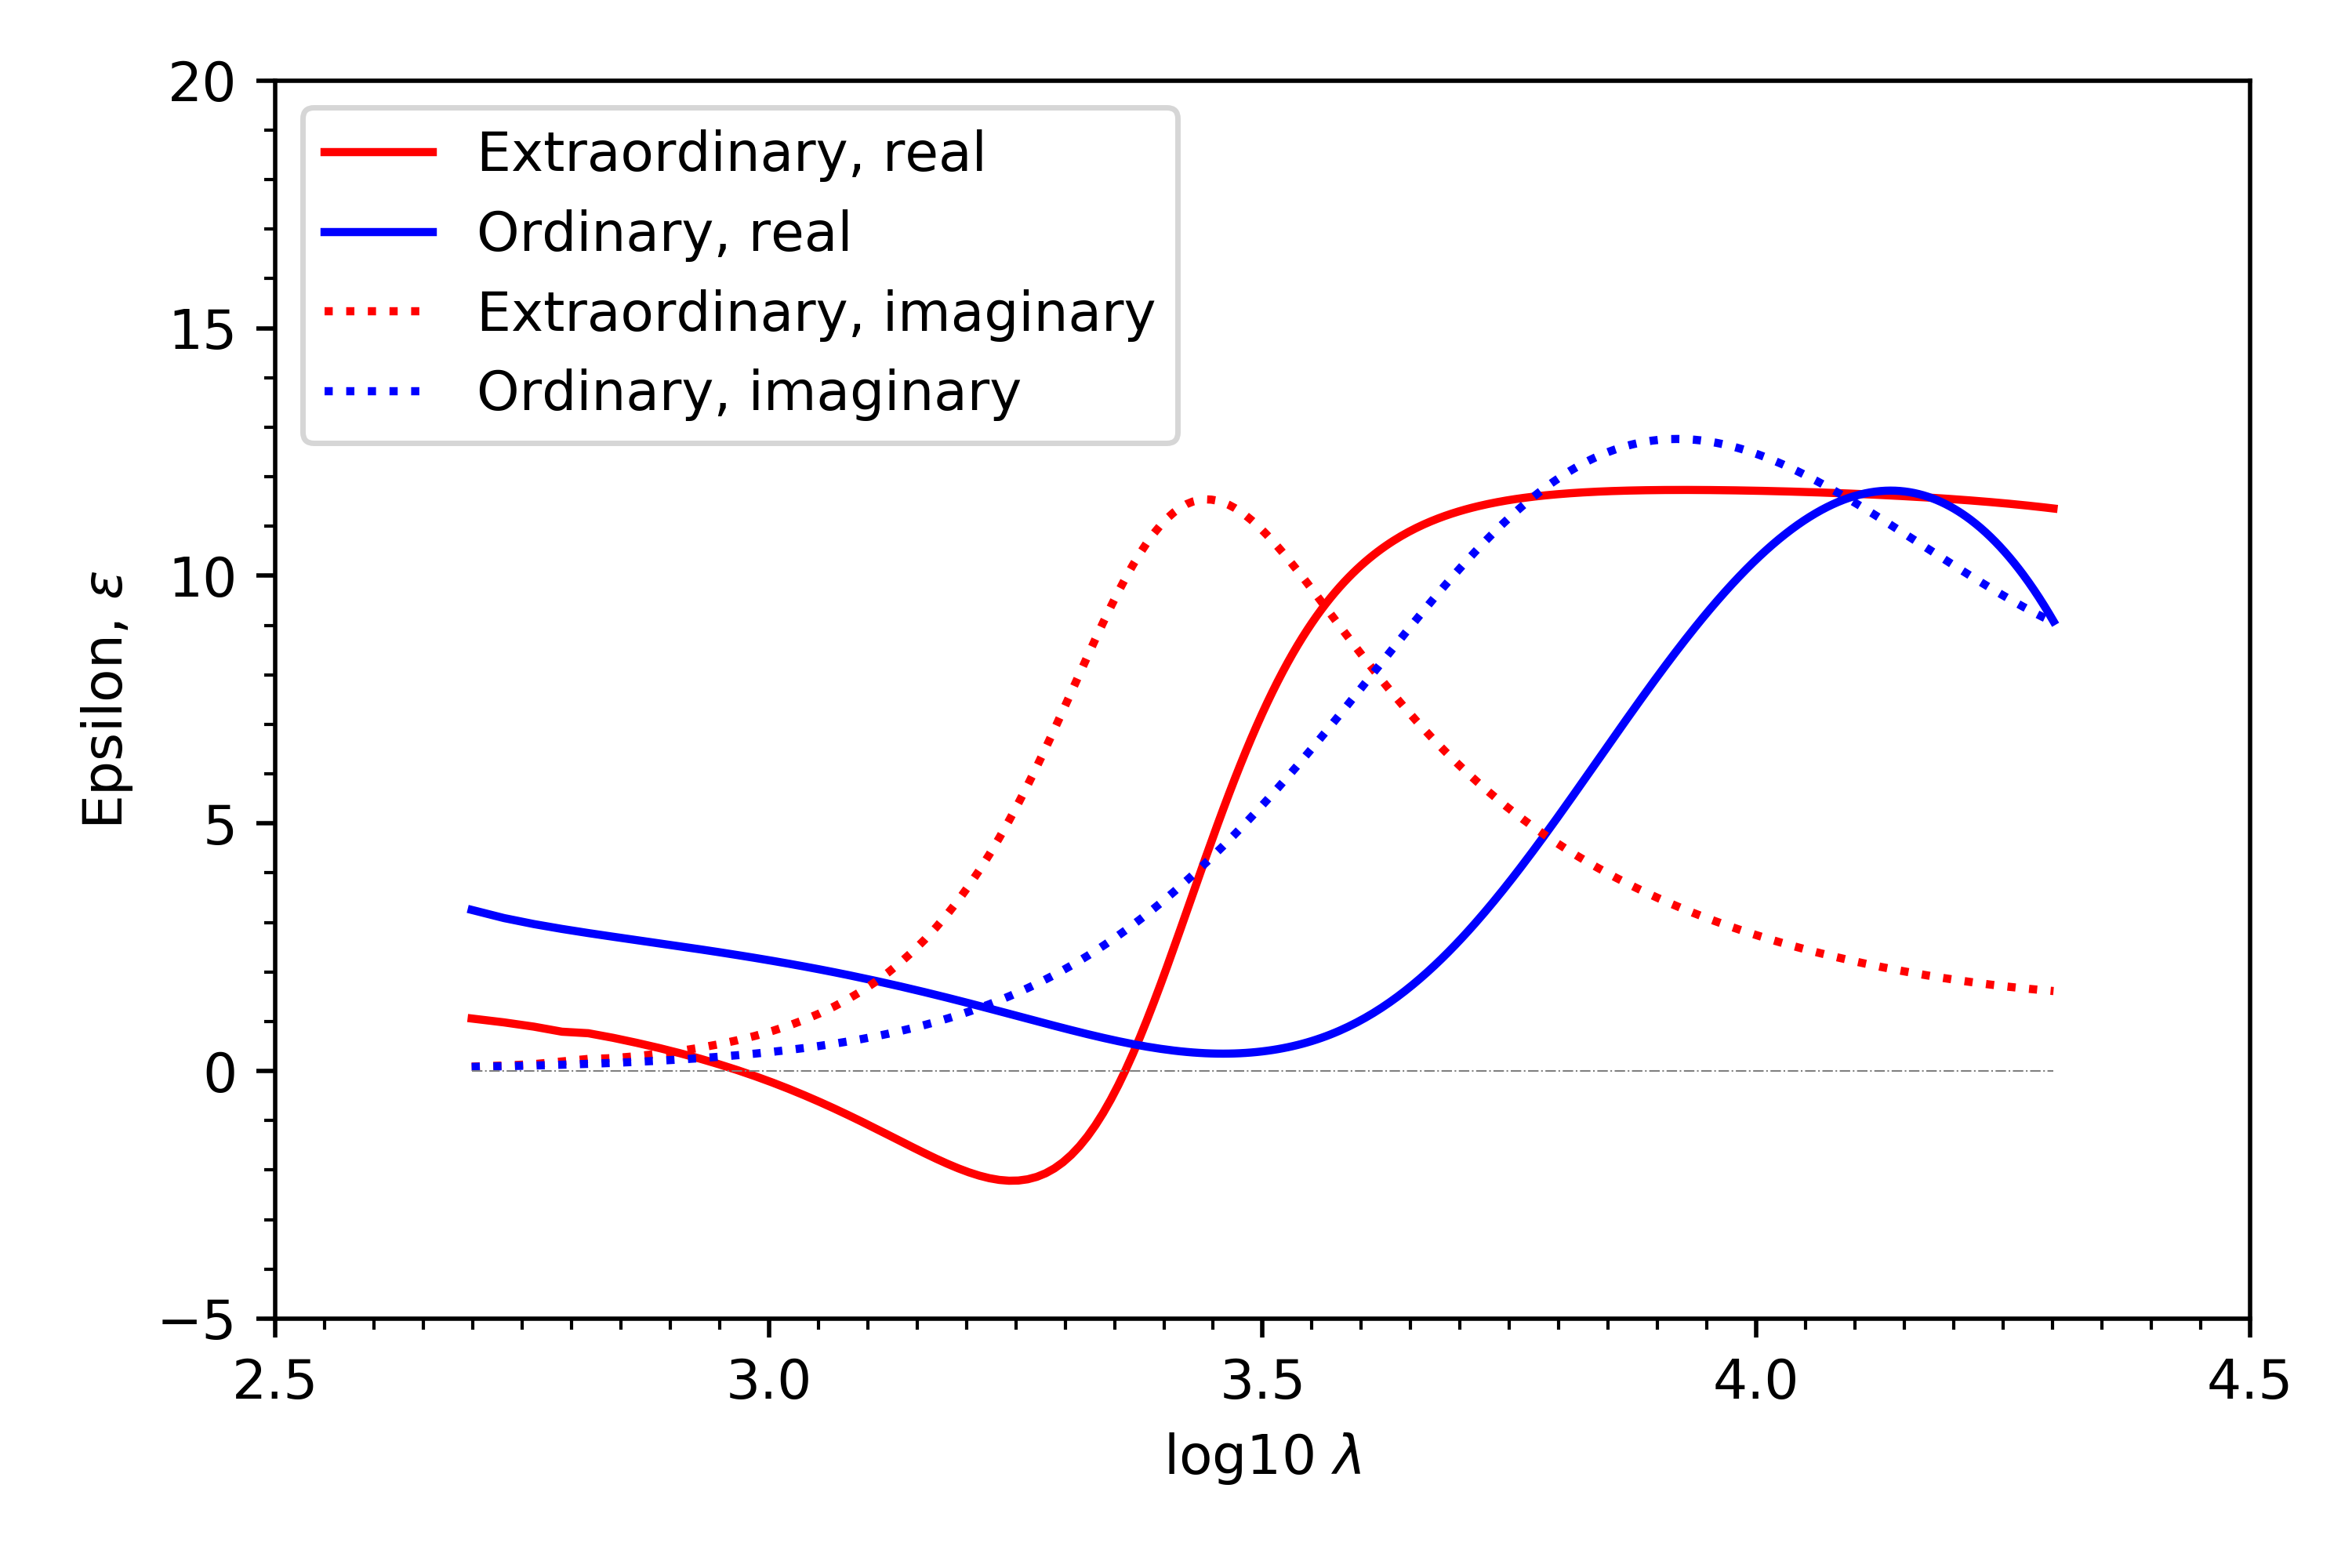 20
15
10
5
0
−5
Epsilon, ε
Extraordinary, real
Ordinary, real
Extraordinary, imaginary
Ordinary, imaginary
2.5 3.0 3.5 4.0 4.5
log10 λ